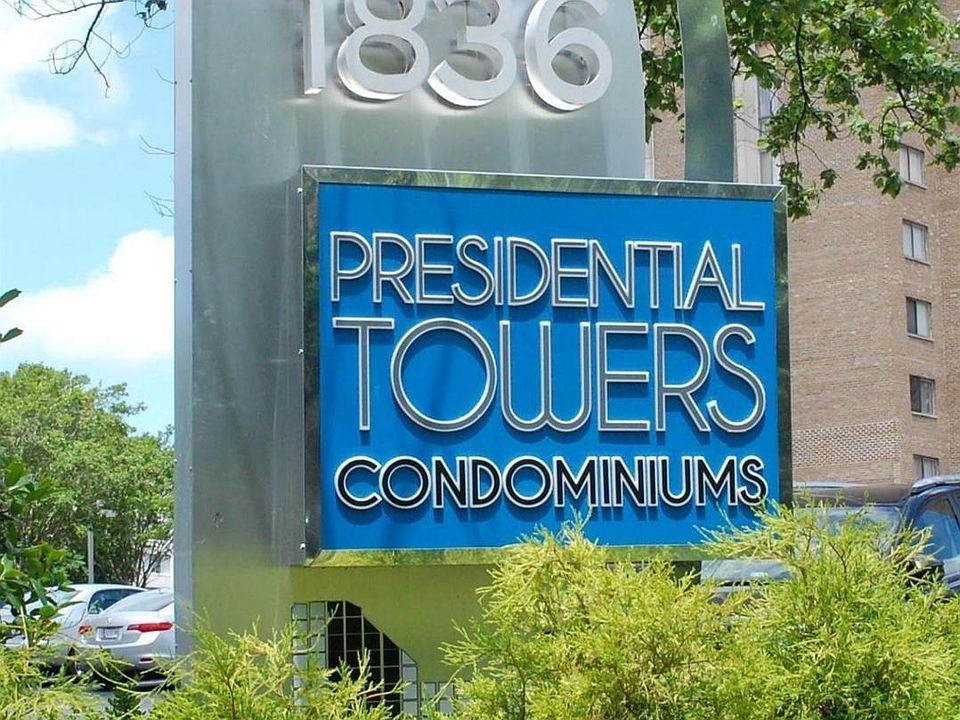 1836
PRESIDENTIAL
TOWERS
CONDOMINIUMS